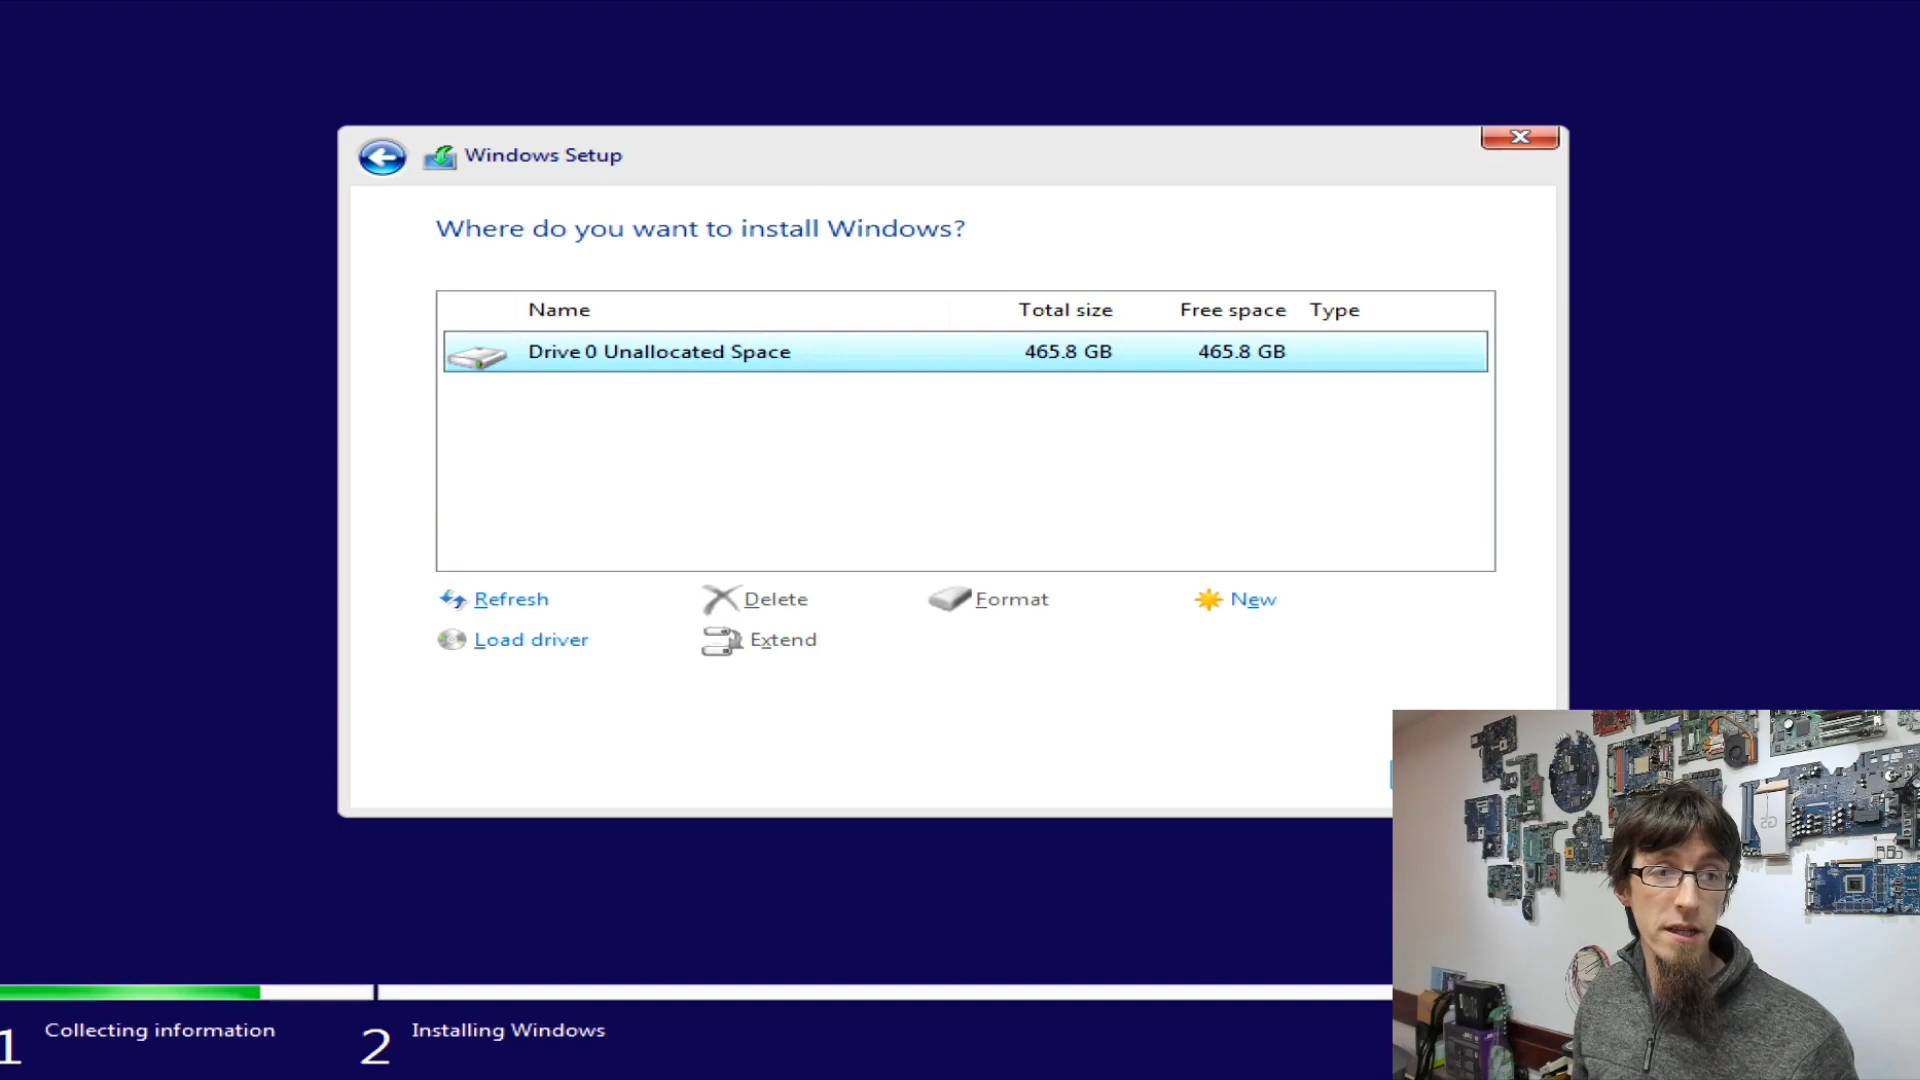 Windows Setup
Where do you want to install Windows?
Name Total size Free space Type
Drive 0 Unallocated Space 465.8 GB 465.8 GB
Refresh Delete Format New
Load driver Extend
1 Collecting information 2 Installing Windows